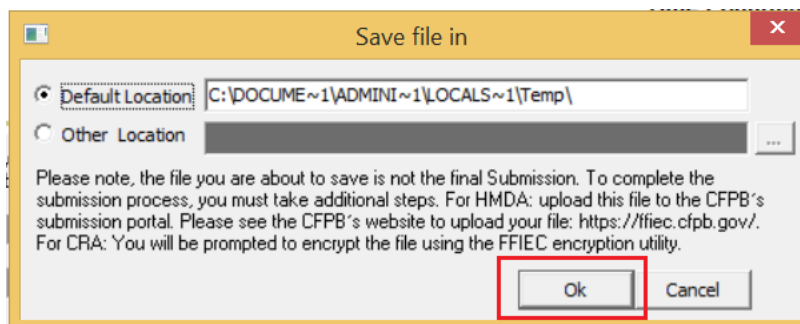 Save file in
x
Default Location C:\DOCUME~1\ADMINI~1\LOCALS~1\Temp\
Other Location ...
Please note, the file you are about to save is not the final Submission. To complete the
submission process, you must take additional steps. For HMDA: upload this file to the CFPB´s
submission portal. Please see the CFPB´s website to upload your file: https://ffiec.cfpb.gov/.
For CRA: You will be prompted to encrypt the file using the FFIEC encryption utility.
Ok Cancel